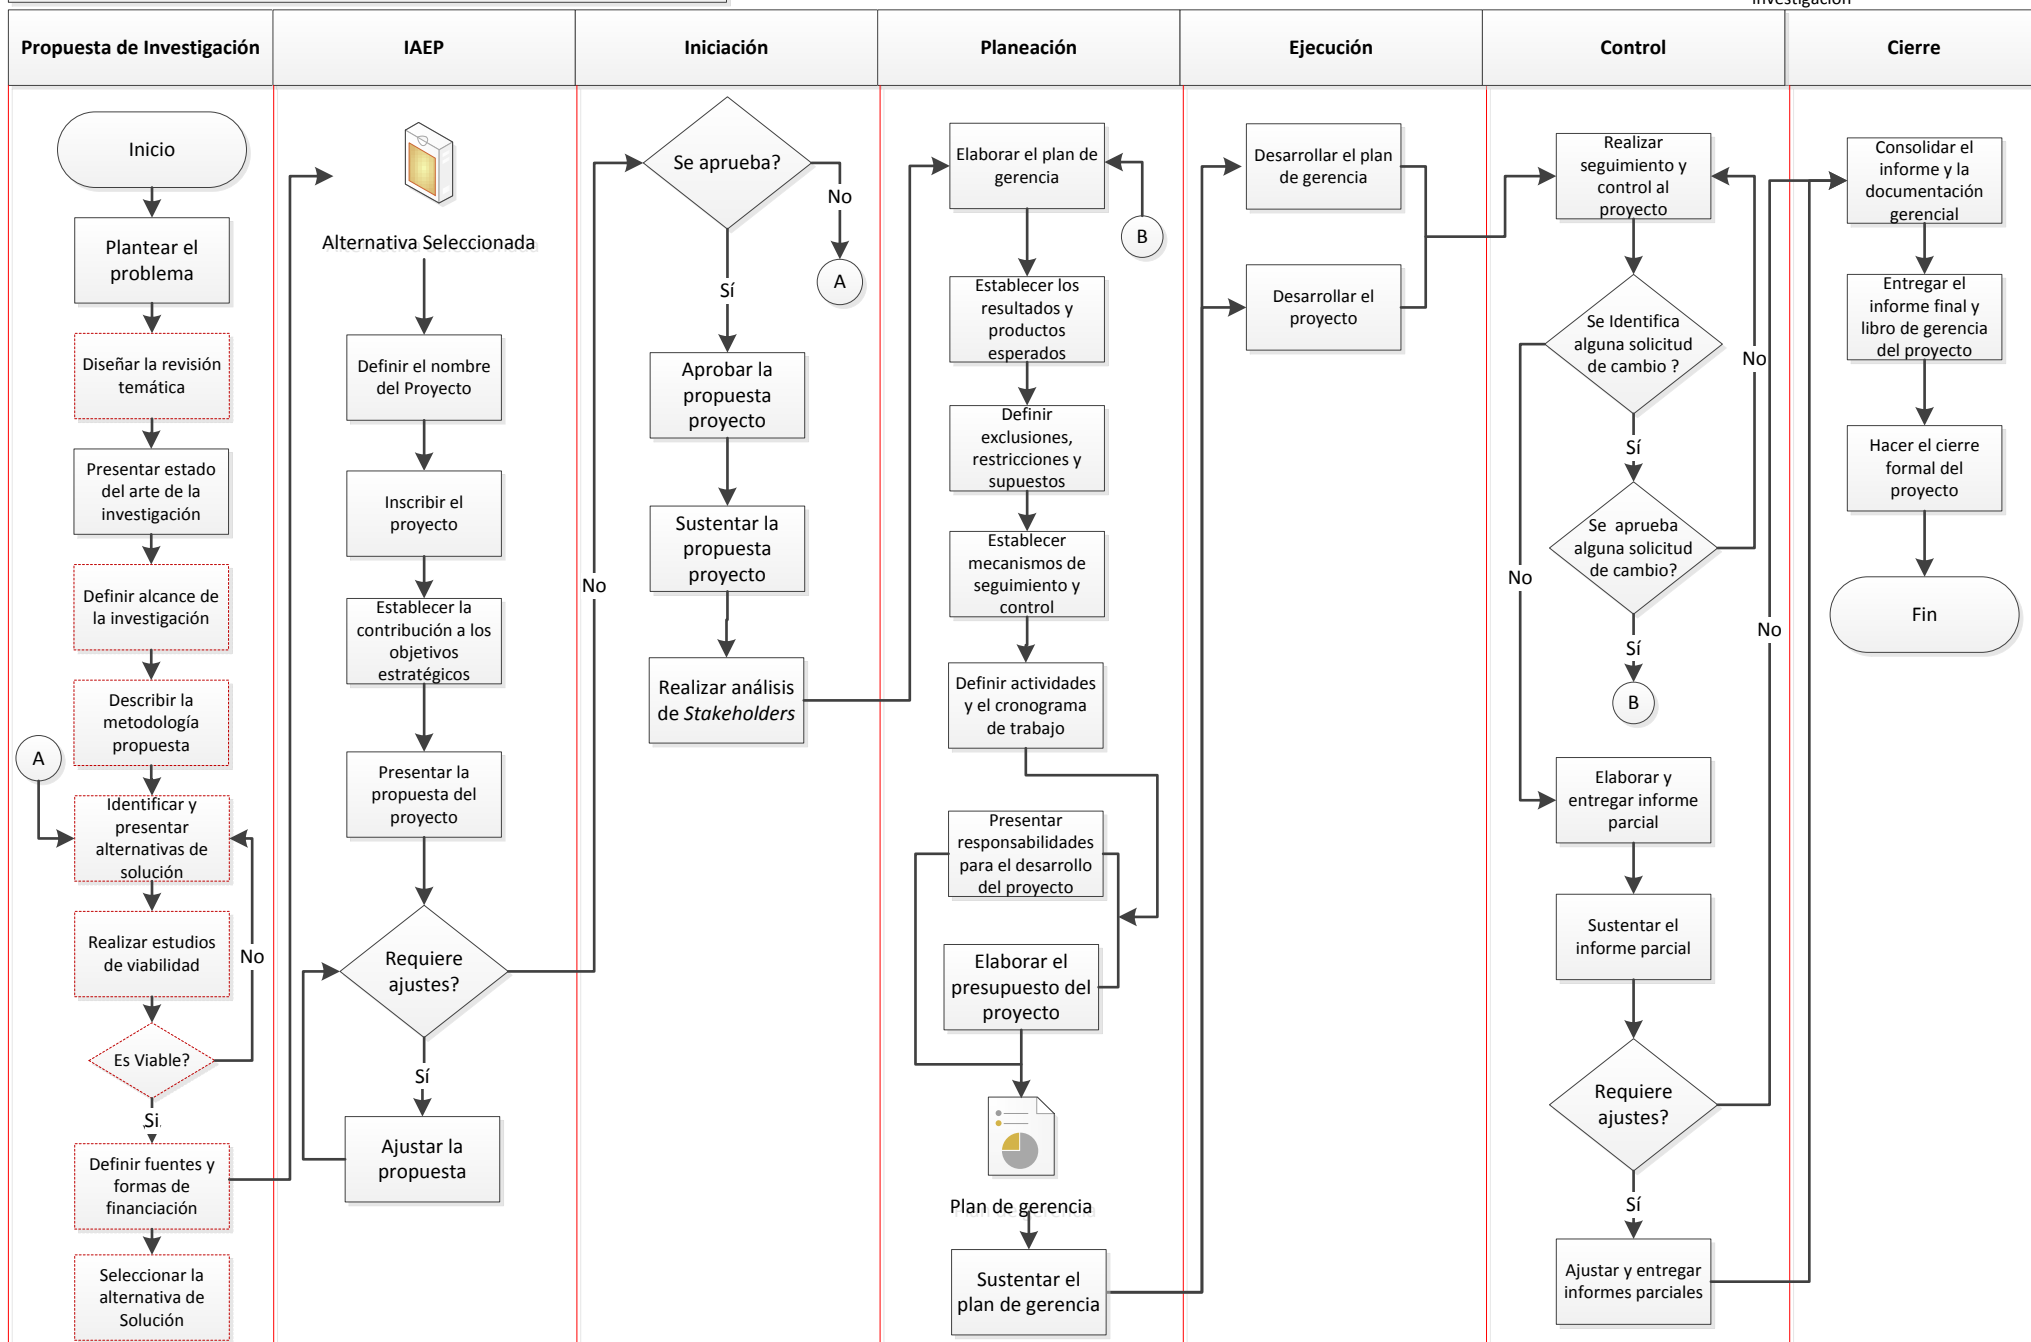 investigación
Propuesta de Investigación
IAEP
Iniciación
Planeación
Ejecución
Control
Cierre
Inicio
Plantear el
problema
Diseñar la revisión
temática
Presentar estado
del arte de la
investigación
Definir alcance de
la investigación
Describir la
metodología
propuesta
A
Identificar y
presentar
alternativas de
solución
Realizar estudios
de viabilidad
No
Es Viable?
Si
Definir fuentes y
formas de
financiación
Seleccionar la
alternativa de
Solución
Alternativa Seleccionada
Definir el nombre
del Proyecto
Inscribir el
proyecto
Establecer la
contribución a los
objetivos
estratégicos
Presentar la
propuesta del
proyecto
Requiere
ajustes?
Sí
Ajustar la
propuesta
No
Se aprueba?
No
A
Sí
Aprobar la
propuesta
proyecto
Sustentar la
propuesta
proyecto
Realizar análisis
de Stakeholders
Elaborar el plan de
gerencia
B
Establecer los
resultados y
productos
esperados
Definir
exclusiones,
restricciones y
supuestos
Establecer
mecanismos de
seguimiento y
control
Definir actividades
y el cronograma
de trabajo
Presentar
responsabilidades
para el desarrollo
del proyecto
Elaborar el
presupuesto del
proyecto
Plan de gerencia
Sustentar el
plan de gerencia
Desarrollar el plan
de gerencia
Desarrollar el
proyecto
Realizar
seguimiento y
control al
proyecto
Se Identifica
alguna solicitud
de cambio ?
No
Sí
Se aprueba
alguna solicitud
de cambio?
No
Sí
B
Elaborar y
entregar informe
parcial
Sustentar el
informe parcial
Requiere
ajustes?
No
Sí
Ajustar y entregar
informes parciales
Consolidar el
informe y la
documentación
gerencial
Entregar el
informe final y
libro de gerencia
del proyecto
Hacer el cierre
formal del
proyecto
Fin